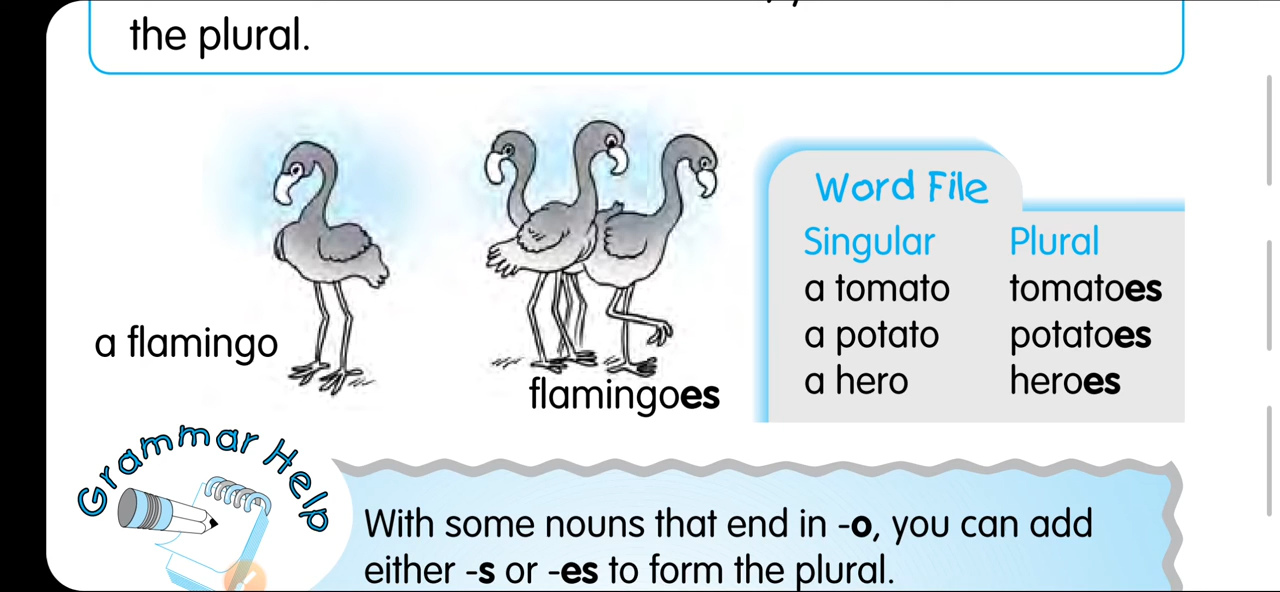 the plural.
a flamingo
flamingoes
Word File
Singular Plural
a tomato tomatoes
a potato potatoes
a hero heroes
Grammar Help
With some nouns that end in -o, you can add
either -s or -es to form the plural.